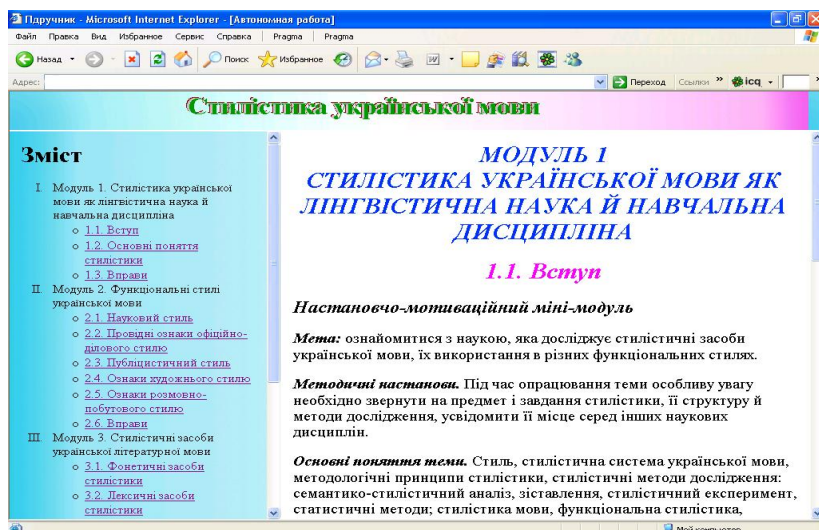 Підручник - Microsoft Internet Explorer - [Автономная работа]
Файл Правка Вид Избранное Сервис Справка Pragma Pragma
Назад Поиск Избранное
Адрес: Переход Ссылки » icq
Стилістика української мови
Зміст
I. Модуль 1. Стилістика української
мови як лінгвістична наука й
навчальна дисципліна
1.1. Вступ
1.2. Основні поняття
стилістики
1.3. Вправи
II. Модуль 2. Функціональні стилі
української мови
2.1. Науковий стиль
2.2. Провідні ознаки офіційно-
ділового стилю
2.3. Публіцистичний стиль
2.4. Ознаки художнього стилю
2.5. Ознаки розмовно-
побутового стилю
2.6. Вправи
III. Модуль 3. Стилістичні засоби
української літературної мови
3.1. Фонетичні засоби
стилістики
3.2. Лексичні засоби
стилістики
МОДУЛЬ 1
СТИЛІСТИКА УКРАЇНСЬКОЇ МОВИ ЯК
ЛІНГВІСТИЧНА НАУКА Й НАВЧАЛЬНА
ДИСЦИПЛІНА
1.1. Вступ
Настановчо-мотиваційний міні-модуль
Мета: ознайомитися з наукою, яка досліджує стилістичні засоби
української мови, їх використання в різних функціональних стилях.
Методичні настанови. Під час опрацювання теми особливу увагу
необхідно звернути на предмет і завдання стилістики, її структуру й
методи дослідження, усвідомити її місце серед інших наукових
дисциплін.
Основні поняття теми. Стиль, стилістична система української мови,
методологічні принципи стилістики, стилістичні методи дослідження:
семантико-стилістичний аналіз, зіставлення, стилістичний експеримент,
статистичні методи; стилістика мови, функціональна стилістика,
Мой компьютер